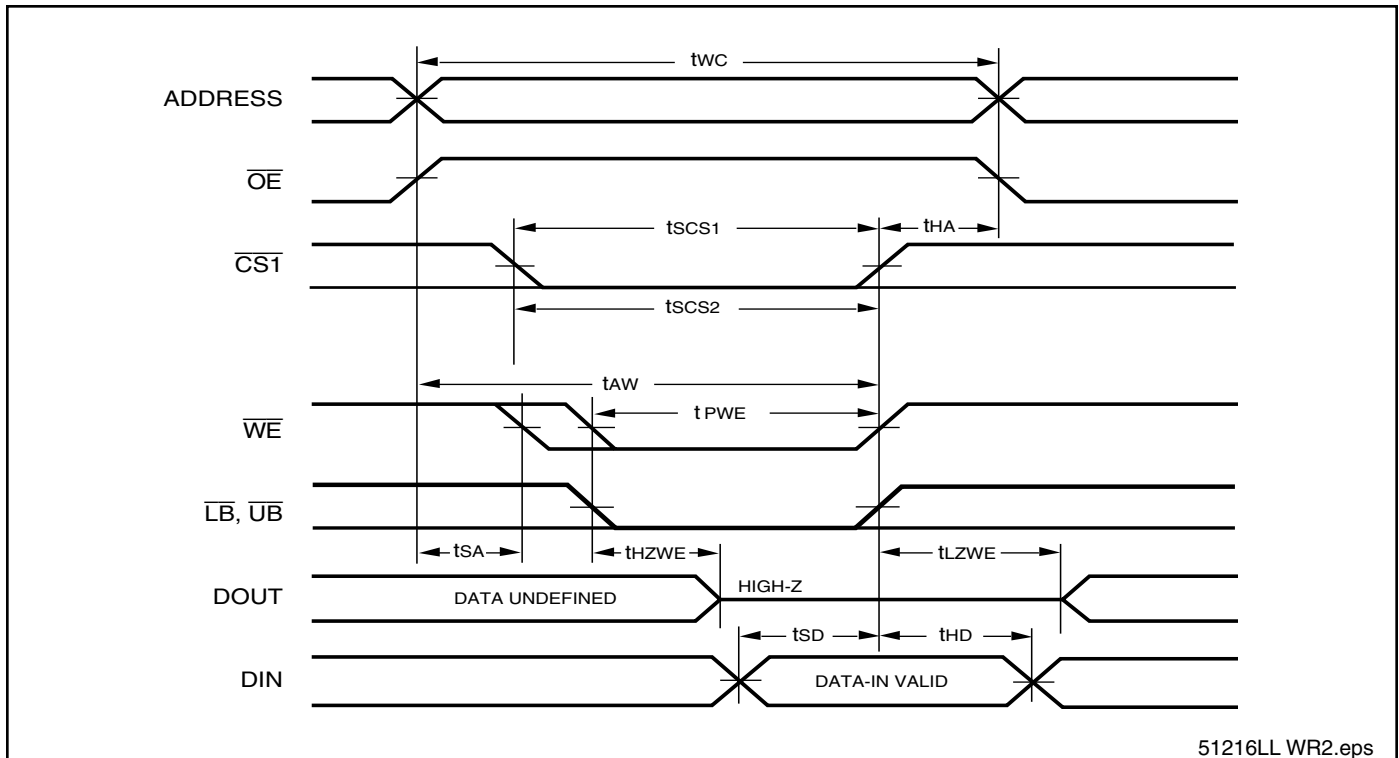 tWC
ADDRESS
OE
tSCS1
tHA
CS1
tSCS2
tAW
t PWE
WE
LB, UB
tSA
tHZWE
tLZWE
DOUT
DATA UNDEFINED
HIGH-Z
tSD
tHD
DIN
DATA-IN VALID
51216LL WR2.eps